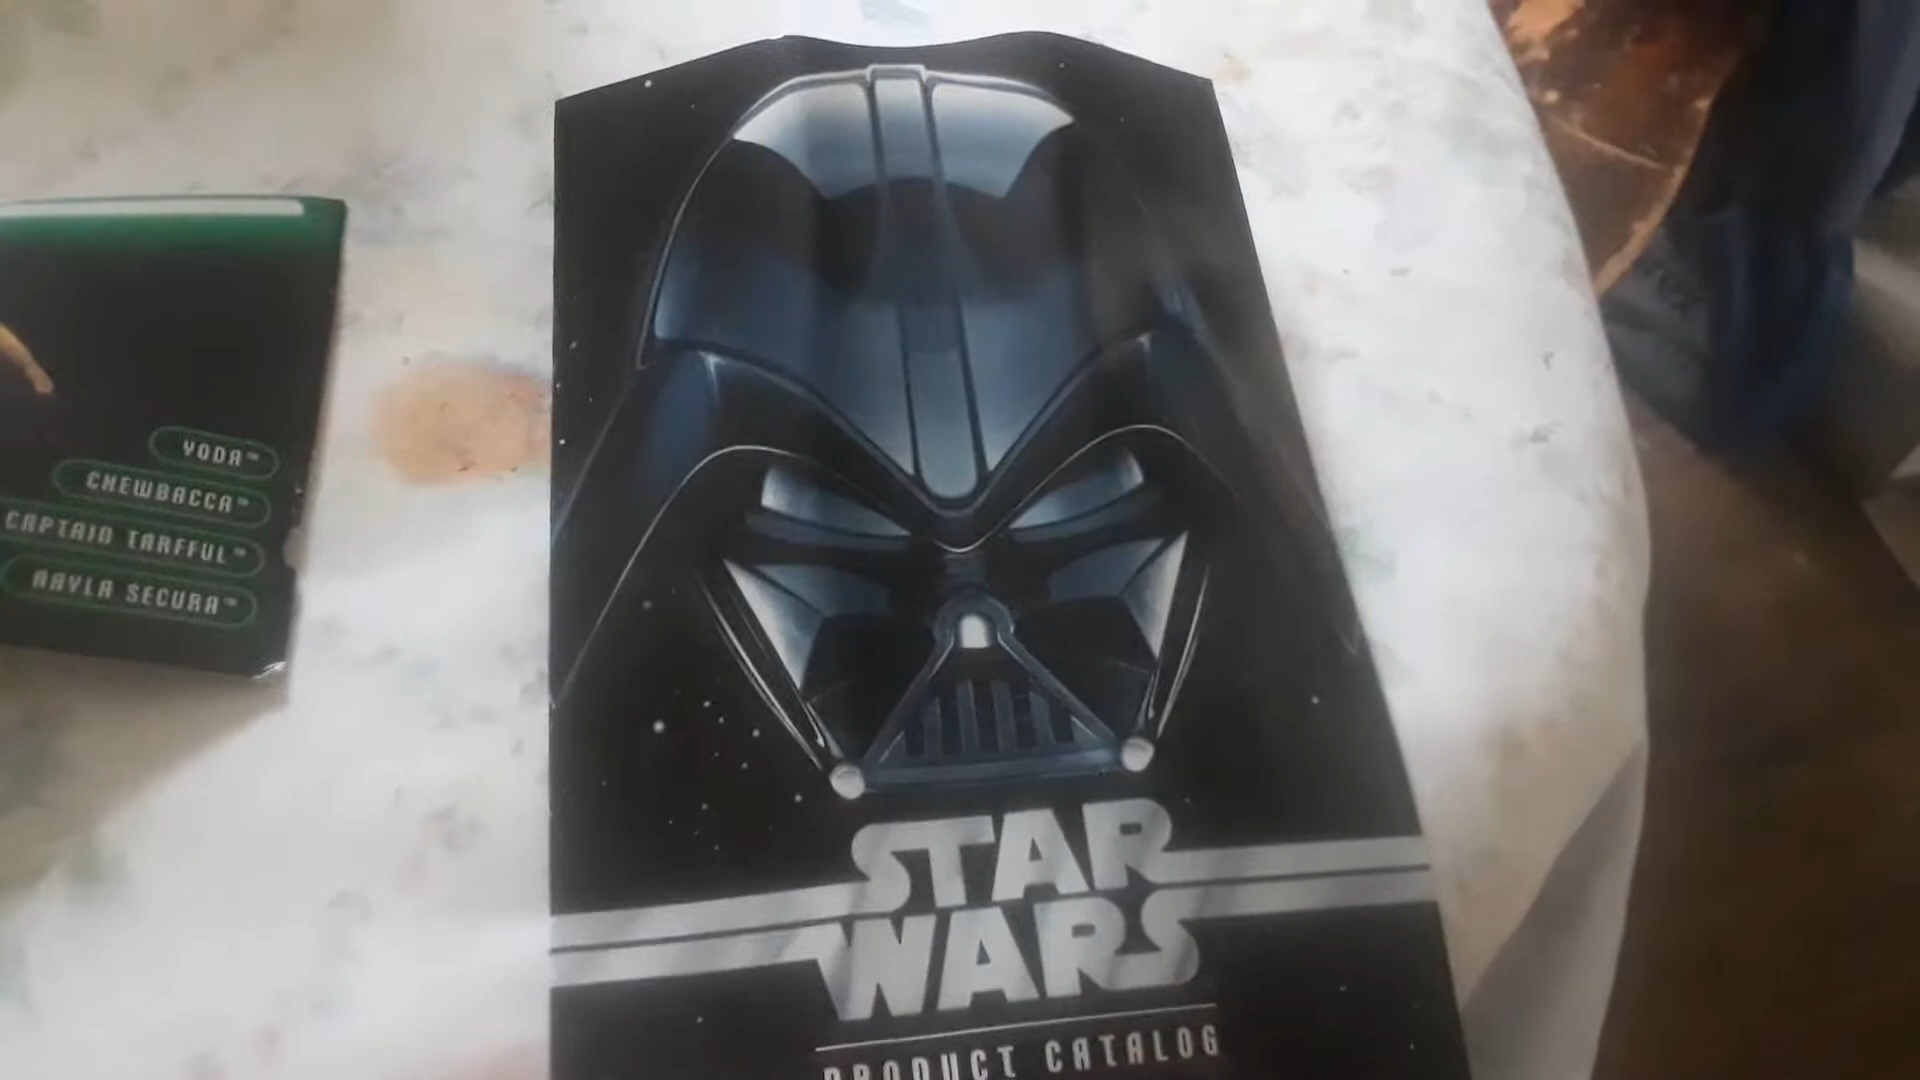 YODA™
CHEWBACCA™
CAPTAIN TARFFUL™
AAYLA SECURA™
STAR
WARS
PRODUCT CATALOG